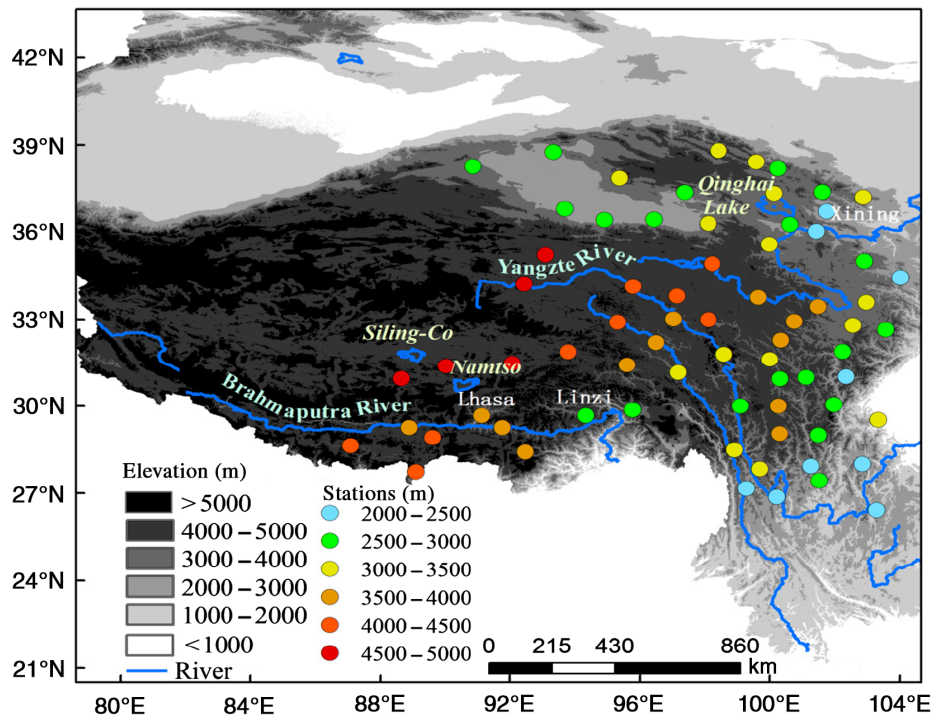 42°N
39°N
36°N
33°N
30°N
27°N
24°N
21°N
Qinghai
Lake
Xining
Yangzte River
Siling-Co
Namtso
Brahmaputra River
Lhasa
Linzi
Elevation (m)
>5000
4000–5000
3000–4000
2000–3000
1000–2000
<1000
River
Stations (m)
2000–2500
2500–3000
3000–3500
3500–4000
4000–4500
4500–5000
0 215 430 860
km
80°E 84°E 88°E 92°E 96°E 100°E 104°E